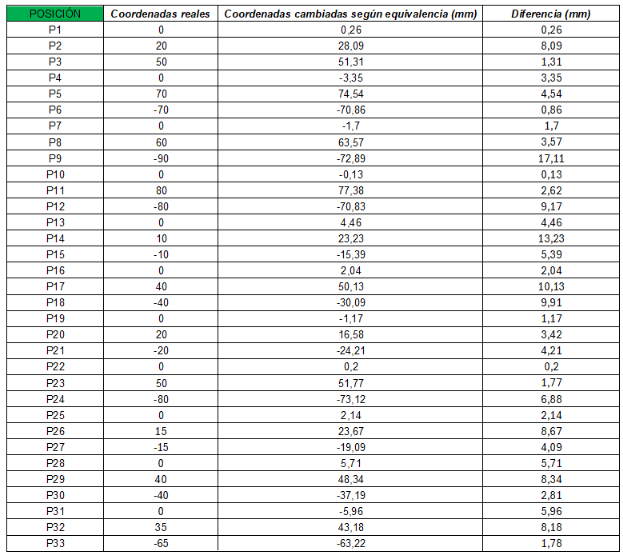 POSICIÓN Coordenadas reales Coordenadas cambiadas según equivalencia (mm) Diferencia (mm)
P1 0 0,26 0,26
P2 20 28,09 8,09
P3 50 51,31 1,31
P4 0 -3,35 3,35
P5 70 74,54 4,54
P6 -70 -70,86 0,86
P7 0 -1,7 1,7
P8 60 63,57 3,57
P9 -90 -72,89 17,11
P10 0 -0,13 0,13
P11 80 77,38 2,62
P12 -80 -70,83 9,17
P13 0 4,46 4,46
P14 10 23,23 13,23
P15 -10 -15,39 5,39
P16 0 2,04 2,04
P17 40 50,13 10,13
P18 -40 -30,09 9,91
P19 0 -1,17 1,17
P20 20 16,58 3,42
P21 -20 -24,21 4,21
P22 0 0,2 0,2
P23 50 51,77 1,77
P24 -80 -73,12 6,88
P25 0 2,14 2,14
P26 15 23,67 8,67
P27 -15 -19,09 4,09
P28 0 5,71 5,71
P29 40 48,34 8,34
P30 -40 -37,19 2,81
P31 0 -5,96 5,96
P32 35 43,18 8,18
P33 -65 -63,22 1,78